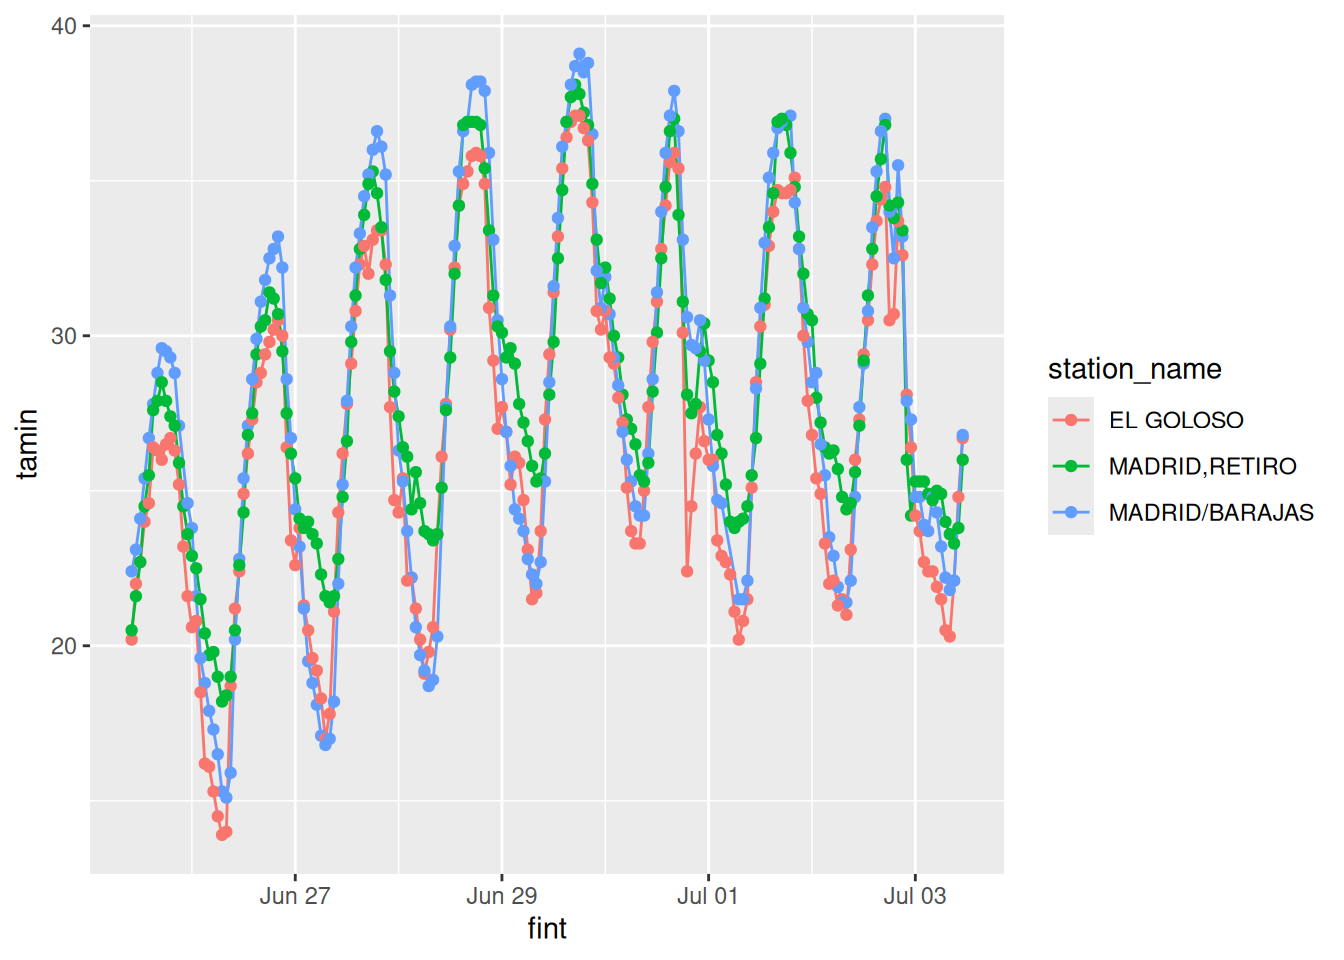 40
30
20
tamin
Jun 27
Jun 29
Jul 01
Jul 03
fint
station_name
EL GOLOSO
MADRID,RETIRO
MADRID/BARAJAS